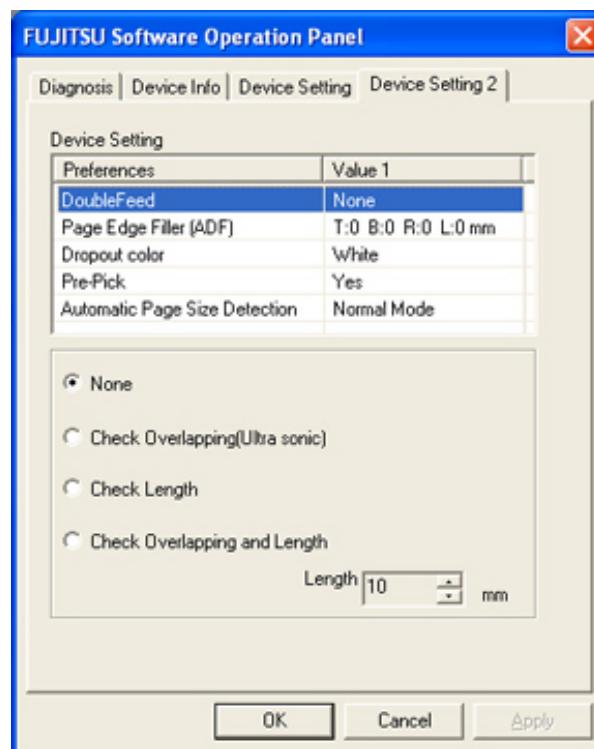 FUJITSU Software Operation Panel
Diagnosis Device Info Device Setting Device Setting 2
Device Setting
Preferences Value 1
DoubleFeed None
Page Edge Filler (ADF) T:0 B:0 R:0 L:0 mm
Dropout color White
Pre-Pick Yes
Automatic Page Size Detection Normal Mode
None
Check Overlapping(Ultra sonic)
Check Length
Check Overlapping and Length
Length 10 mm
OK Cancel Apply